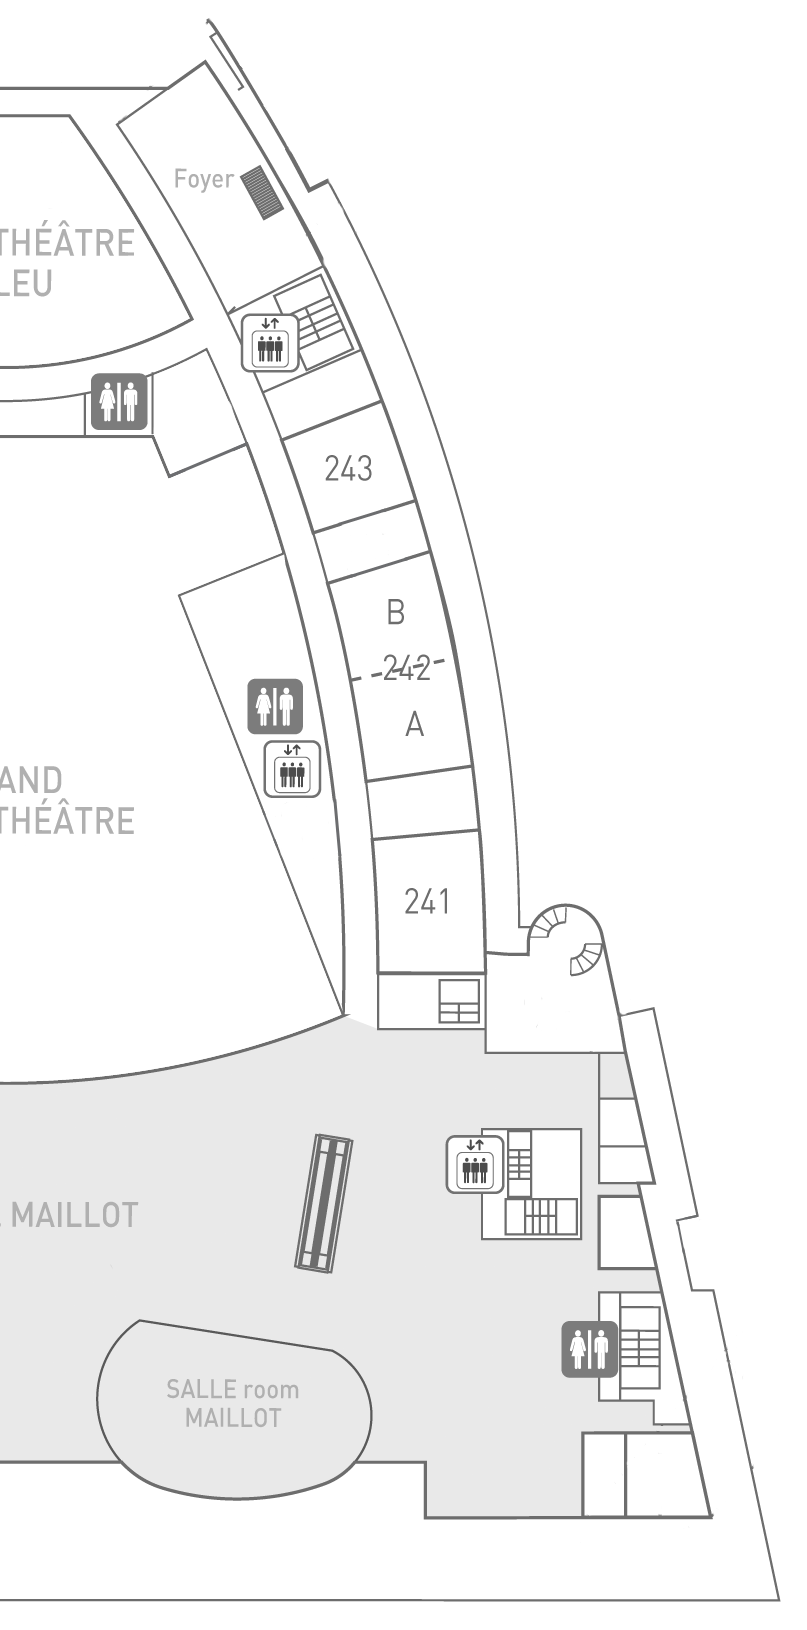 Foyer
THÉÂTRE
LEU
243
B
242
A
AND
THÉÂTRE
241
MAILLOT
SALLE room
MAILLOT